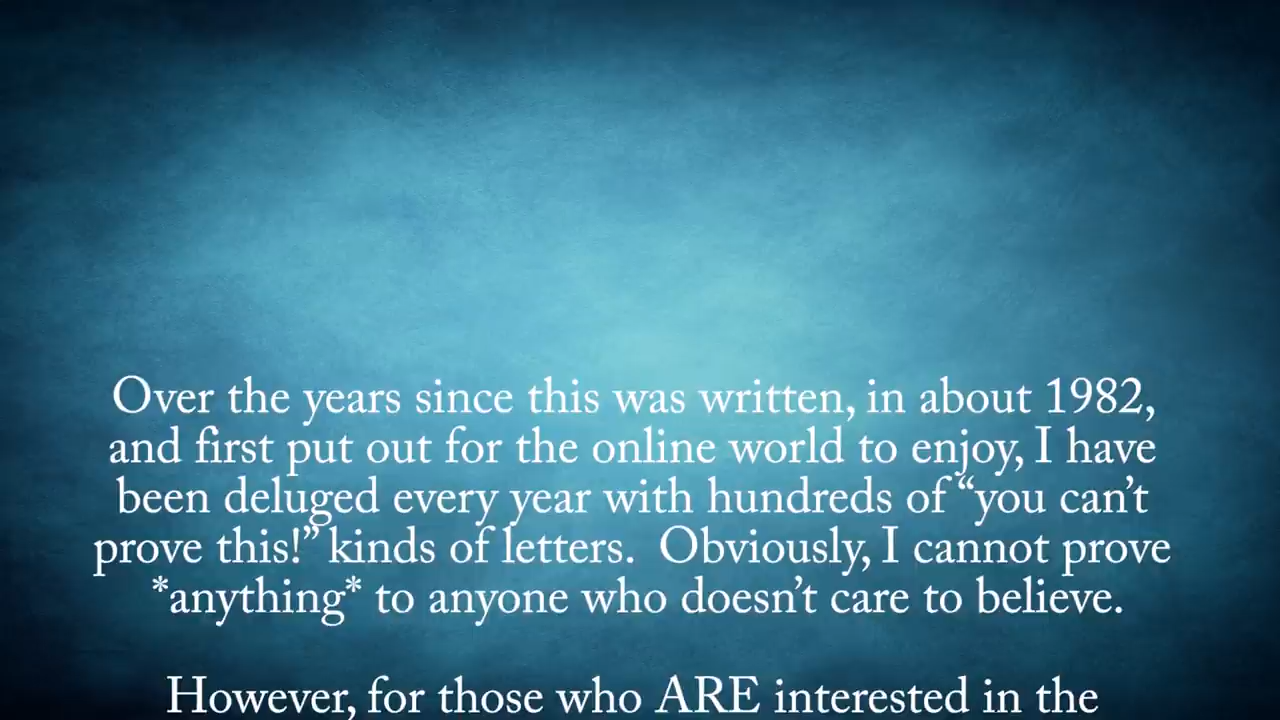 Over the years since this was written, in about 1982,
and first put out for the online world to enjoy, I have
been deluged every year with hundreds of “you can’t
prove this!” kinds of letters.  Obviously, I cannot prove
*anything* to anyone who doesn’t care to believe.
However, for those who ARE interested in the